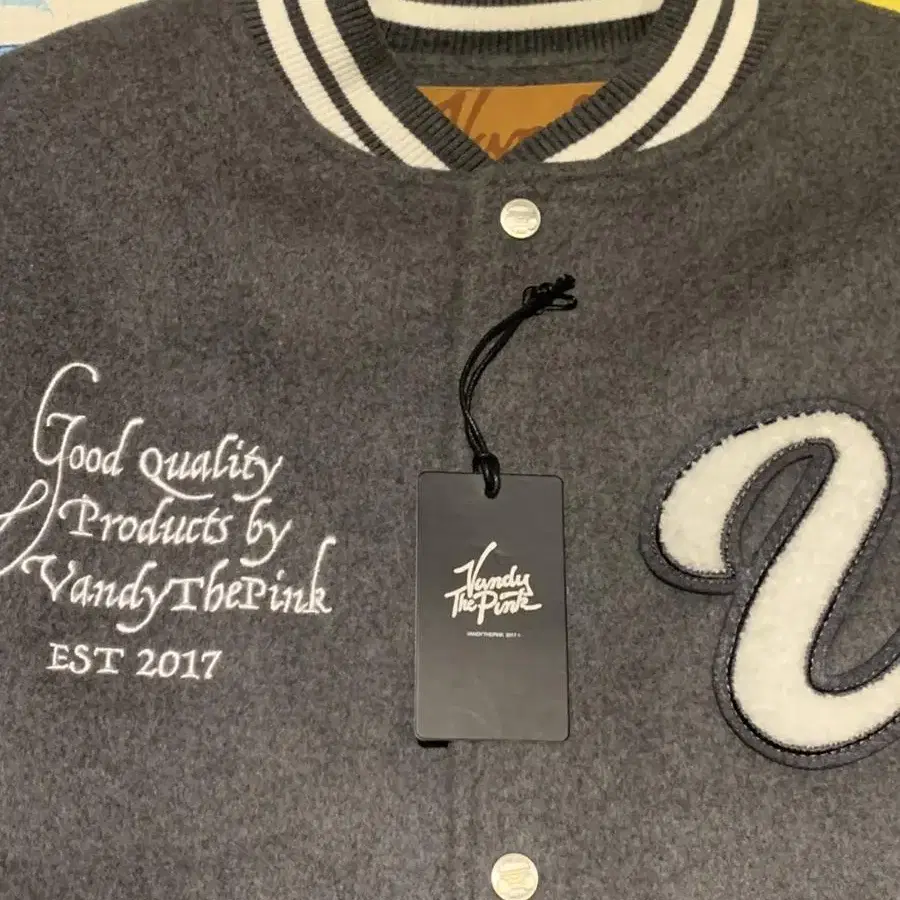 Good Quality
Products by
VandyThePink
EST 2017
Vandy
The Pink
V